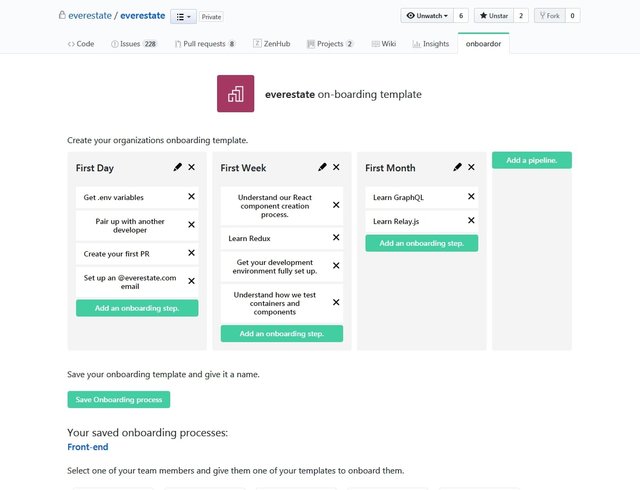 everestate / everestate
Private
Unwatch 6
Unstar 2
Fork 0
Code
Issues 228
Pull requests 8
ZenHub
Projects 2
Wiki
Insights
onboardor
everestate on-boarding template
Create your organizations onboarding template.
First Day
Get .env variables
Pair up with another
developer
Create your first PR
Set up an @everestate.com
email
Add an onboarding step.
First Week
Understand our React
component creation
process.
Learn Redux
Get your development
environment fully set up.
Understand how we test
containers and
components
Add an onboarding step.
First Month
Learn GraphQL
Learn Relay.js
Add an onboarding step.
Add a pipeline.
Save your onboarding template and give it a name.
Save Onboarding process
Your saved onboarding processes:
Front-end
Select one of your team members and give them one of your templates to onboard them.